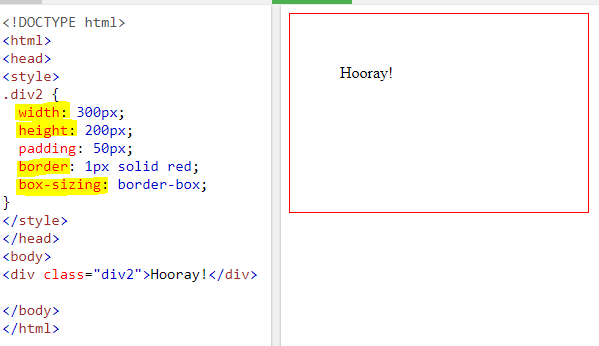 <!DOCTYPE html>
<html>
<head>
<style>
.div2 {
  width: 300px;
  height: 200px;
  padding: 50px;
  border: 1px solid red;
  box-sizing: border-box;
}
</style>
</head>
<body>
<div class="div2">Hooray!</div>

</body>
</html>
Hooray!